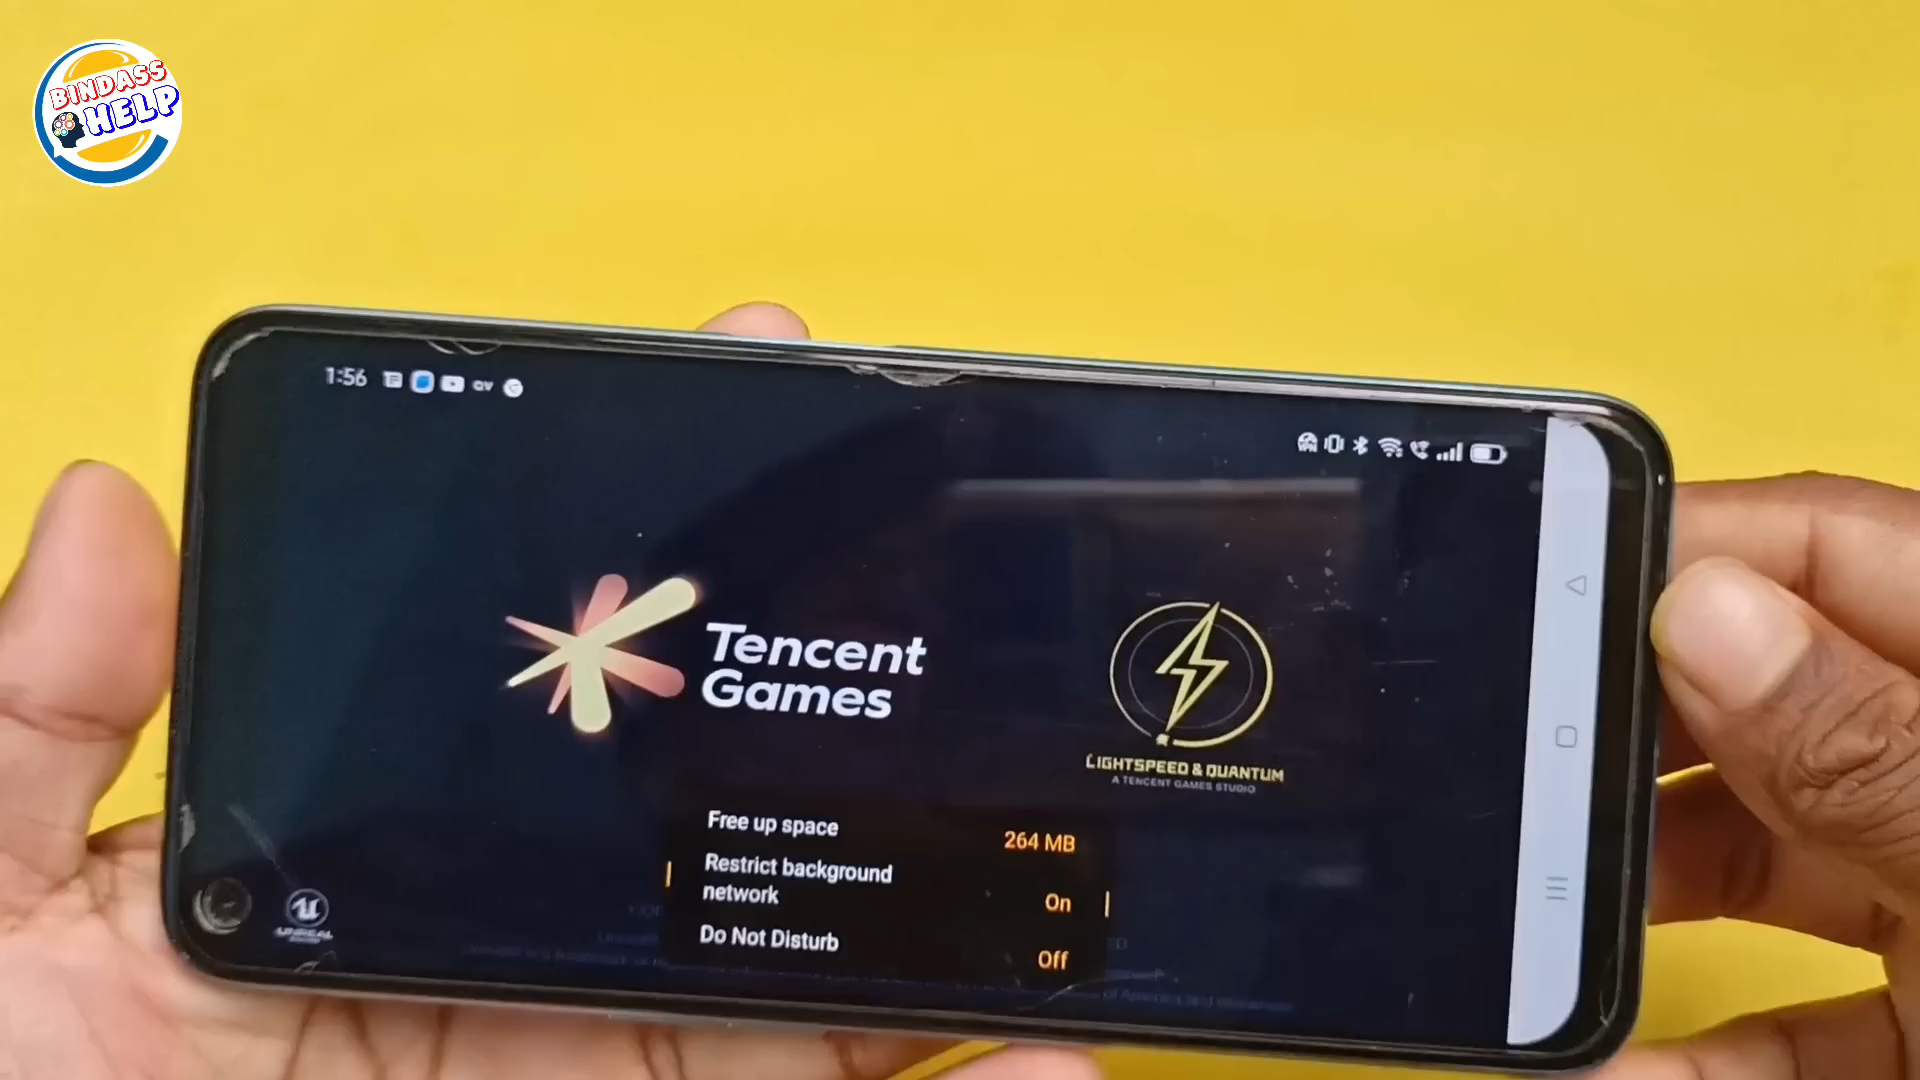 BINDASS
HELP
1:56
Tencent
Games
LIGHTSPEED & QUANTUM
A TENCENT GAMES STUDIO
Free up space
264 MB
Restrict background
network
On
Do Not Disturb
Off
UNREAL